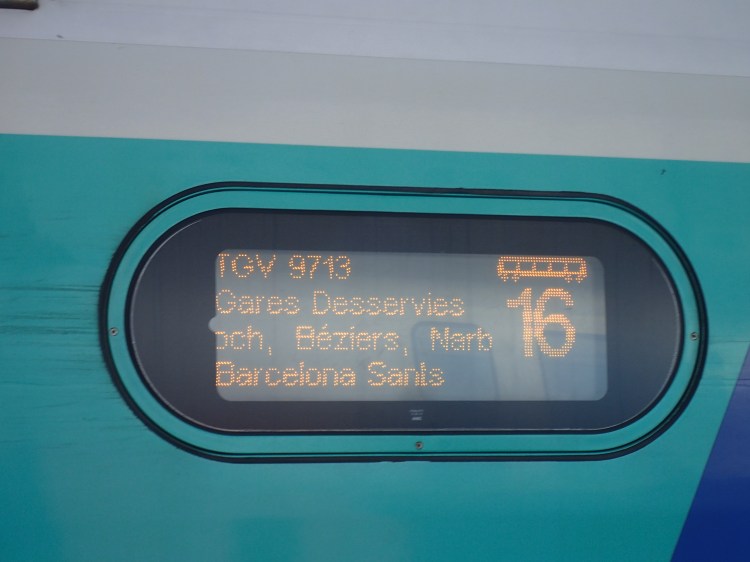 TGV 9713
16
Gares Desservies
och, Béziers, Narb
Barcelona Sants